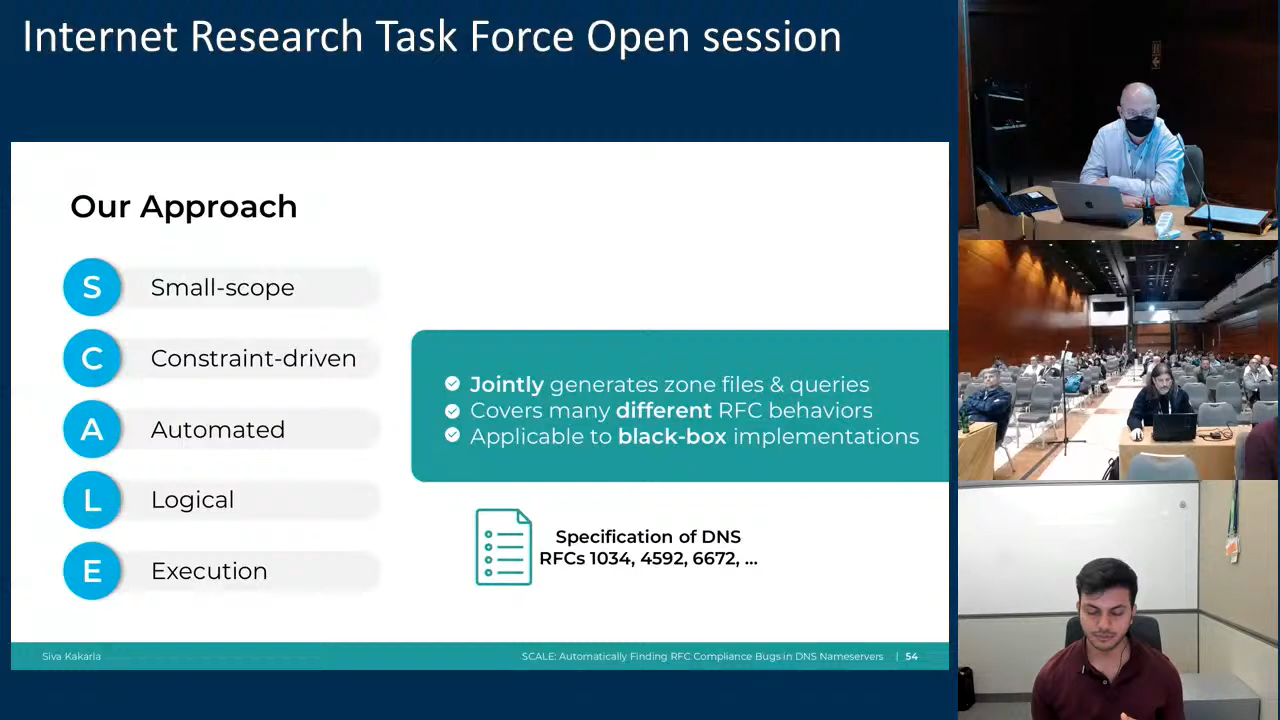 Internet Research Task Force Open session
Our Approach
S Small-scope
C Constraint-driven
A Automated
L Logical
E Execution
Jointly generates zone files & queries
Covers many different RFC behaviors
Applicable to black-box implementations
Specification of DNS
RFCs 1034, 4592, 6672, ...
Siva Kakarla
SCALE: Automatically Finding RFC Compliance Bugs in DNS Nameservers | 54